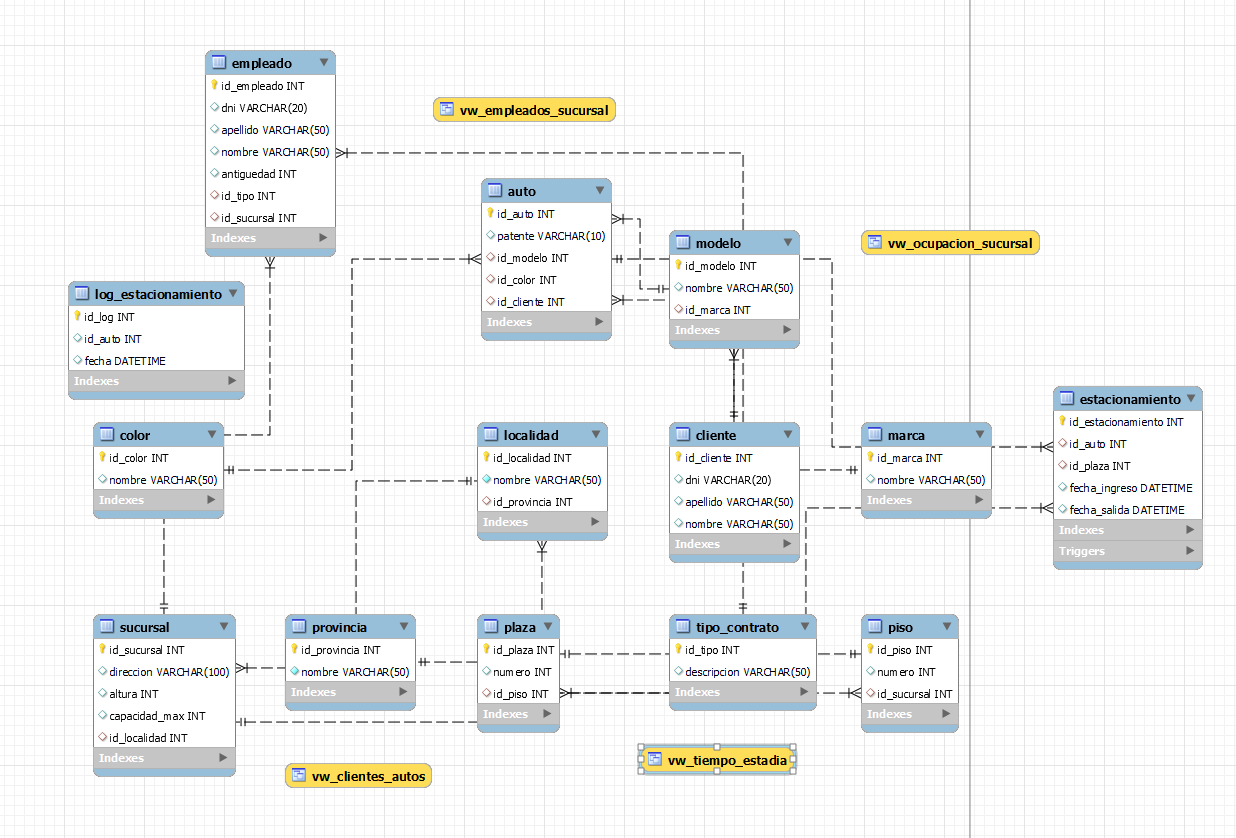 empleado
id_empleado INT
dni VARCHAR(20)
apellido VARCHAR(50)
nombre VARCHAR(50)
antiguedad INT
id_tipo INT
id_sucursal INT
Indexes
vw_empleados_sucursal
auto
id_auto INT
patente VARCHAR(10)
id_modelo INT
id_color INT
id_cliente INT
Indexes
modelo
id_modelo INT
nombre VARCHAR(50)
id_marca INT
Indexes
vw_ocupacion_sucursal
log_estacionamiento
id_log INT
id_auto INT
fecha DATETIME
Indexes
estacionamiento
id_estacionamiento INT
id_auto INT
id_plaza INT
fecha_ingreso DATETIME
fecha_salida DATETIME
Indexes
Triggers
color
id_color INT
nombre VARCHAR(50)
Indexes
localidad
id_localidad INT
nombre VARCHAR(50)
id_provincia INT
Indexes
cliente
id_cliente INT
dni VARCHAR(20)
apellido VARCHAR(50)
nombre VARCHAR(50)
Indexes
marca
id_marca INT
nombre VARCHAR(50)
Indexes
sucursal
id_sucursal INT
direccion VARCHAR(100)
altura INT
capacidad_max INT
id_localidad INT
Indexes
provincia
id_provincia INT
nombre VARCHAR(50)
Indexes
plaza
id_plaza INT
numero INT
id_piso INT
Indexes
tipo_contrato
id_tipo INT
descripcion VARCHAR(50)
Indexes
piso
id_piso INT
numero INT
id_sucursal INT
Indexes
vw_clientes_autos
vw_tiempo_estadia